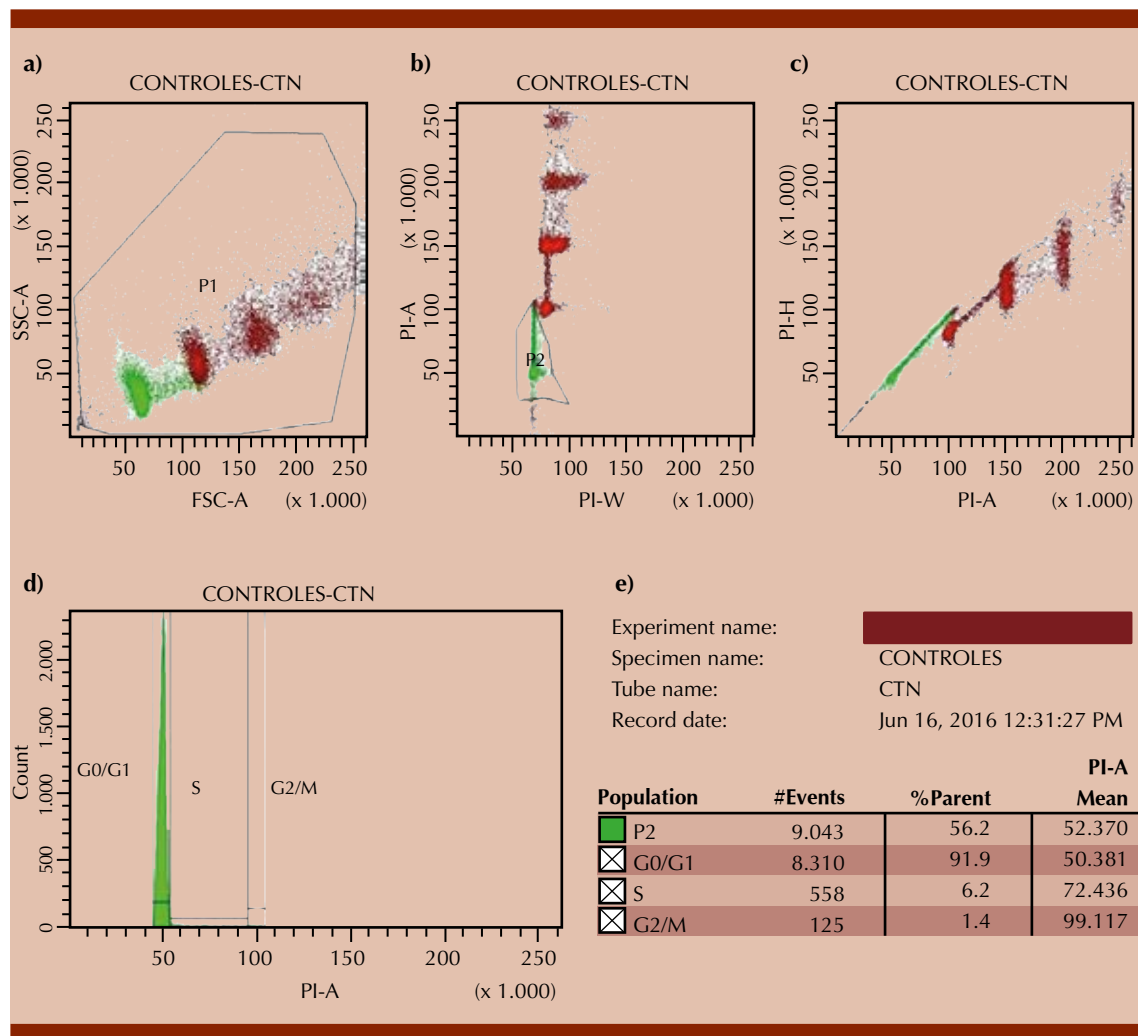 a)
CONTROLES-CTN
SSC-A (x 1.000)
250
200
150
100
50
P1
50 100 150 200 250
FSC-A (x 1.000)
b)
CONTROLES-CTN
PI-A (x 1.000)
250
200
150
100
50
P2
50 100 150 200 250
PI-W (x 1.000)
c)
CONTROLES-CTN
PI-H (x 1.000)
250
200
150
100
50
50 100 150 200 250
PI-A (x 1.000)
d)
CONTROLES-CTN
Count
2.000
1.500
1.000
500
0
G0/G1
S
G2/M
50 100 150 200 250
PI-A (x 1.000)
e)
Experiment name:
Specimen name: CONTROLES
Tube name: CTN
Record date: Jun 16, 2016 12:31:27 PM
PI-A
Population #Events %Parent Mean
P2 9.043 56.2 52.370
G0/G1 8.310 91.9 50.381
S 558 6.2 72.436
G2/M 125 1.4 99.117